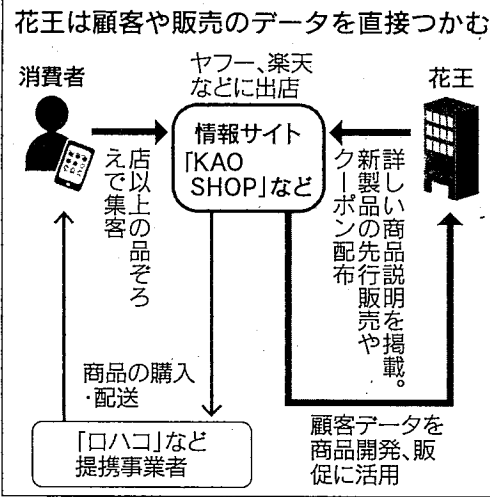 花王は顧客や販売のデータを直接つかむ
消費者
ヤフー、楽天
などに出店
花王
情報サイト
「KAO
SHOP」など
店以上の品ぞろ
えで集客
詳しい商品説明を掲載。
新製品の先行販売や
クーポン配布
商品の購入
・配送
「ロハコ」など
提携事業者
顧客データを
商品開発、販
促に活用